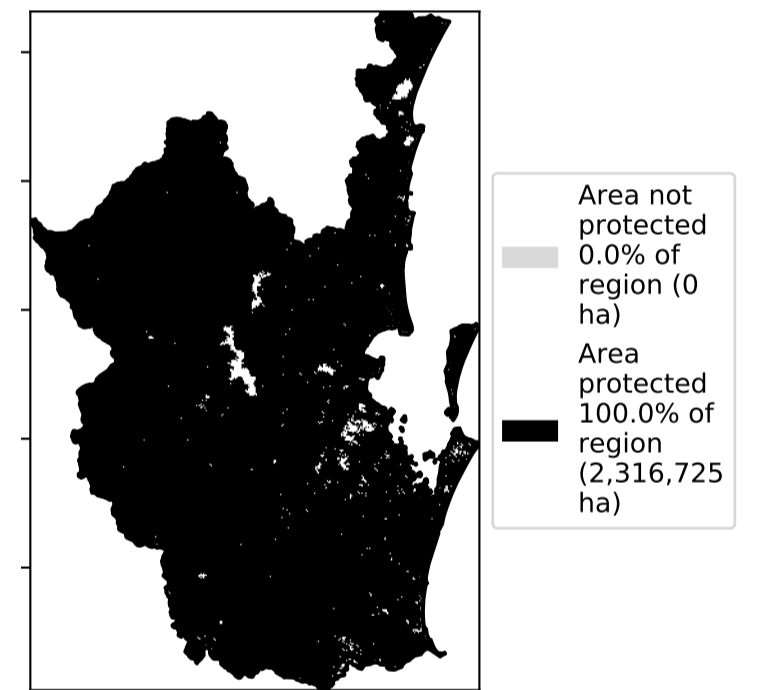 Area not
protected
0.0% of
region (0
ha)
Area
protected
100.0% of
region
(2,316,725
ha)